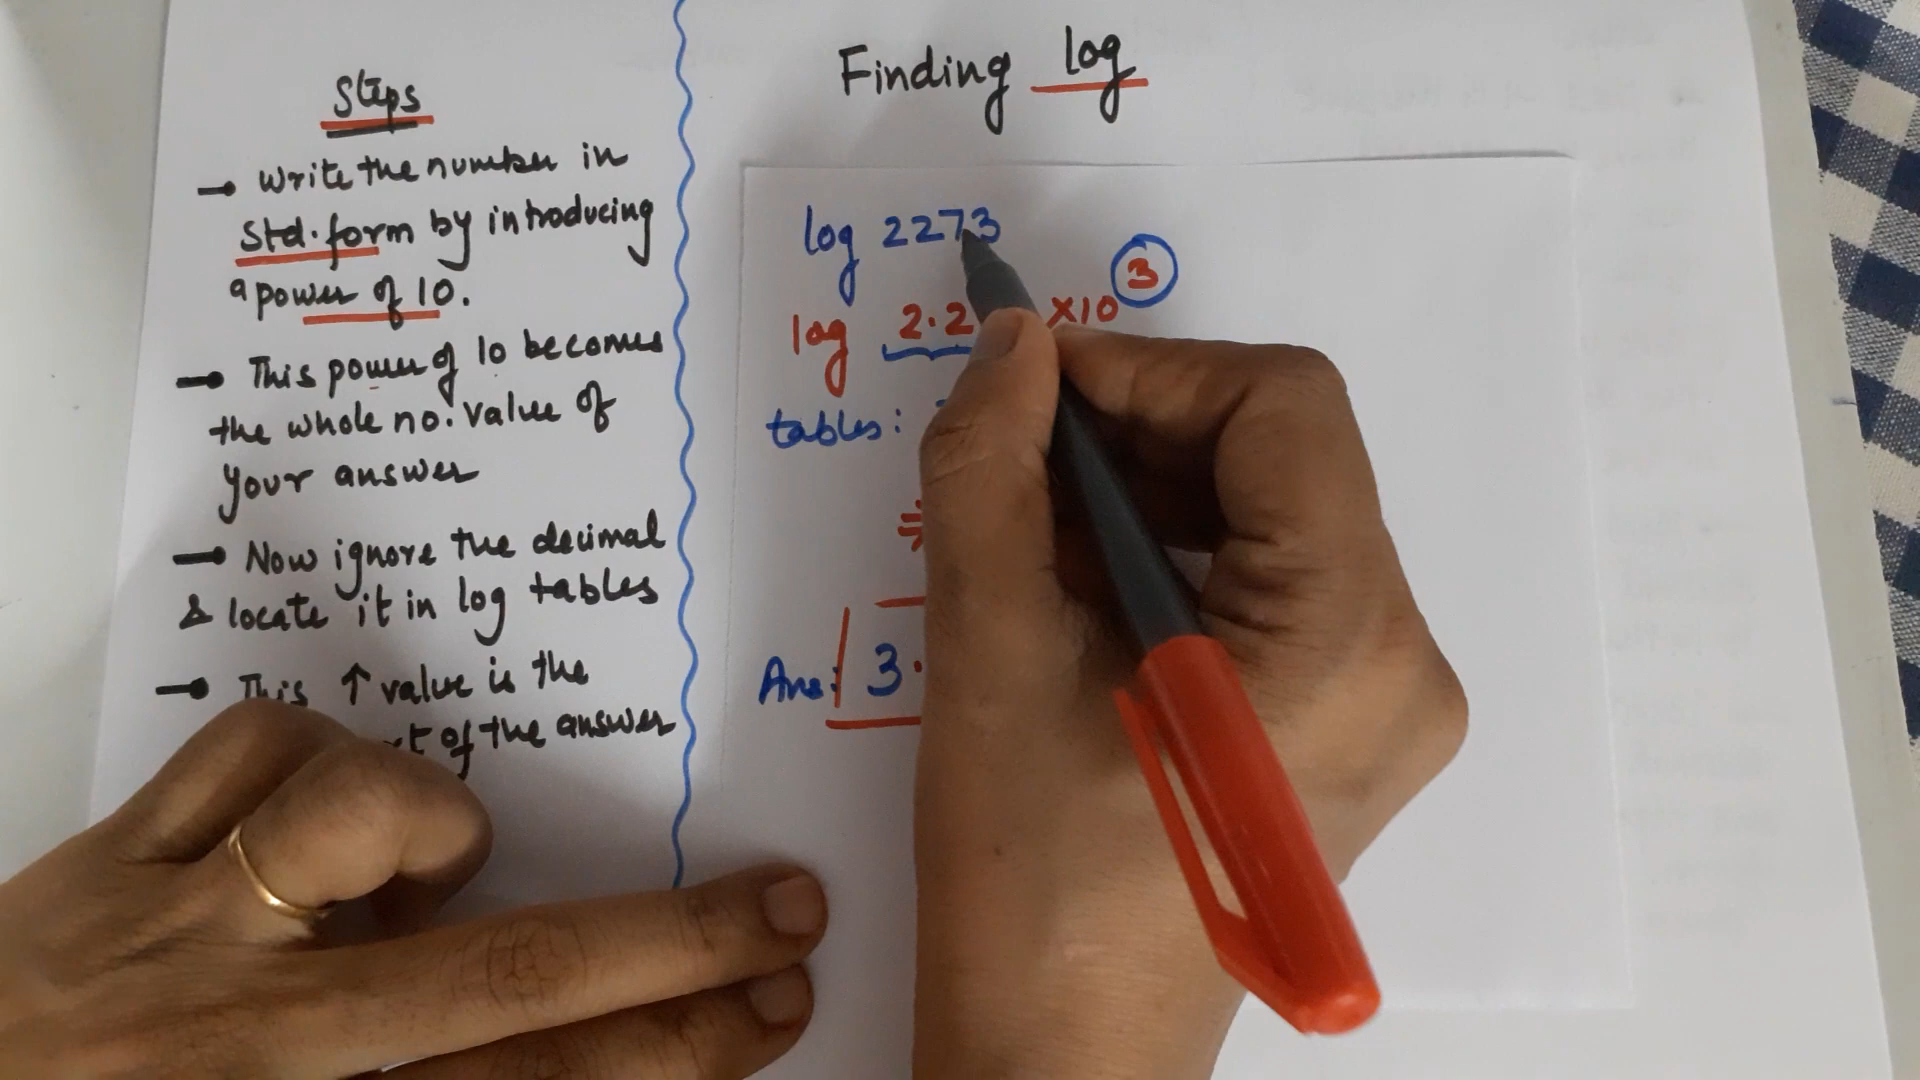 Steps
→ Write the number in
Std. form by introducing
a power of 10.
→ This power of 10 becomes
the whole no. value of
your answer
→ Now ignore the decimal
& locate it in log tables
→ This ↑ value is the
of the answer
Finding log
log 2273
log 2.2 ×10³
tables:
Ans: 3.